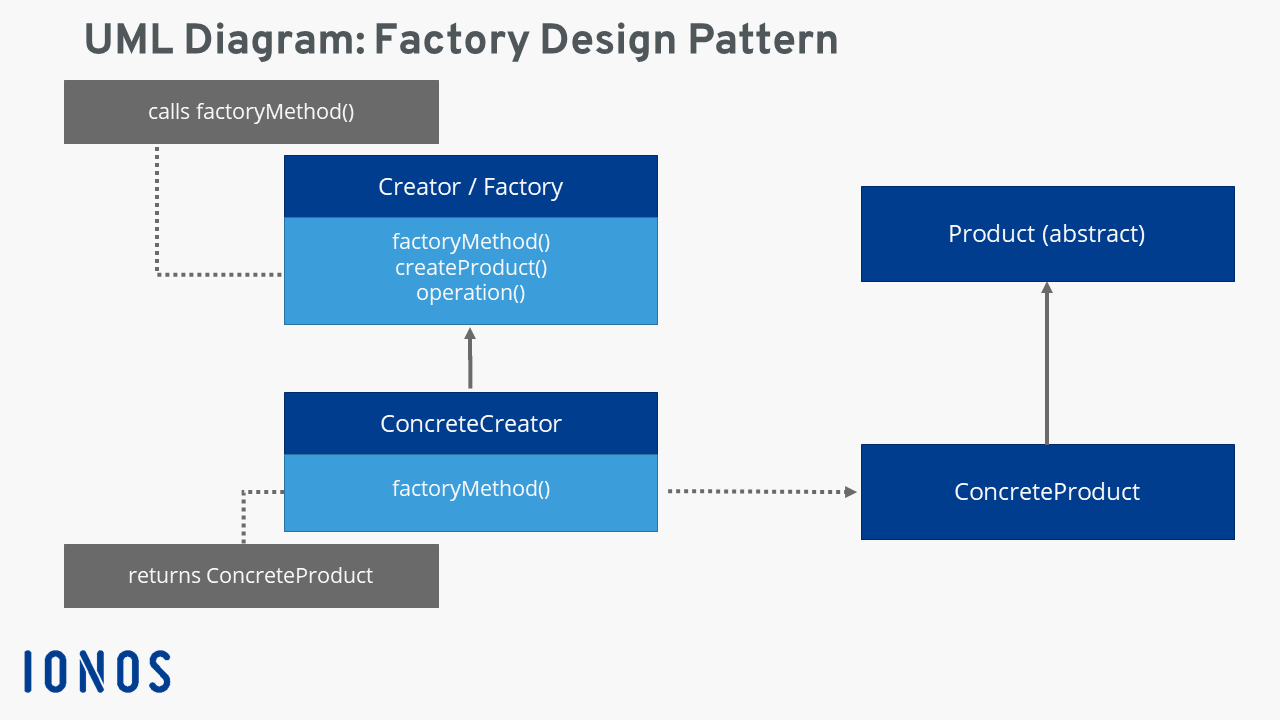 UML Diagram: Factory Design Pattern
calls factoryMethod()
Creator / Factory
factoryMethod()
createProduct()
operation()
Product (abstract)
ConcreteCreator
factoryMethod()
ConcreteProduct
returns ConcreteProduct
IONOS